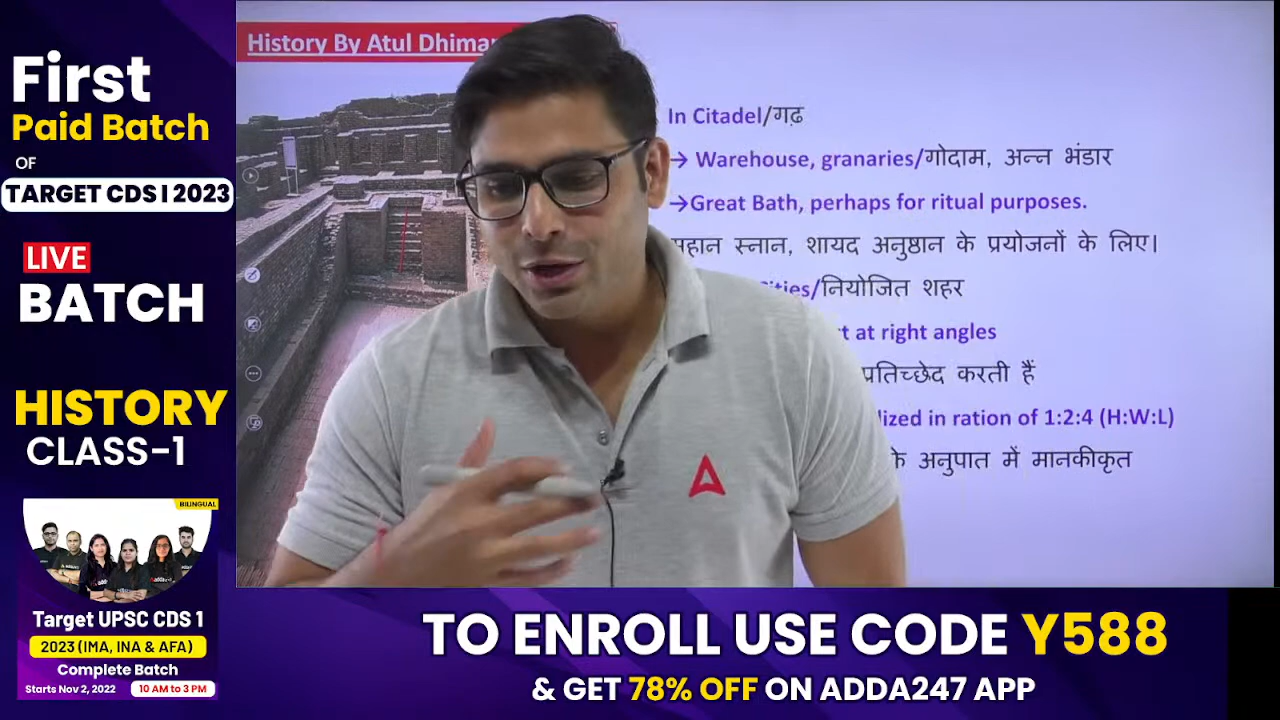 First
Paid Batch
OF
TARGET CDS I 2023
LIVE
BATCH
HISTORY
CLASS-1
BILINGUAL
Target UPSC CDS 1
2023 (IMA, INA & AFA)
Complete Batch
Starts Nov 2, 2022
10 AM to 3 PM
History By Atul Dhiman
In Citadel/गढ़
→ Warehouse, granaries/गोदाम, अन्न भंडार
→Great Bath, perhaps for ritual purposes.
स्नान, शायद अनुष्ठान के प्रयोजनों के लिए।
/नियोजित शहर
at right angles
प्रतिच्छेद करती हैं
in ration of 1:2:4 (H:W:L)
के अनुपात में मानकीकृत
TO ENROLL USE CODE Y588
& GET 78% OFF ON ADDA247 APP